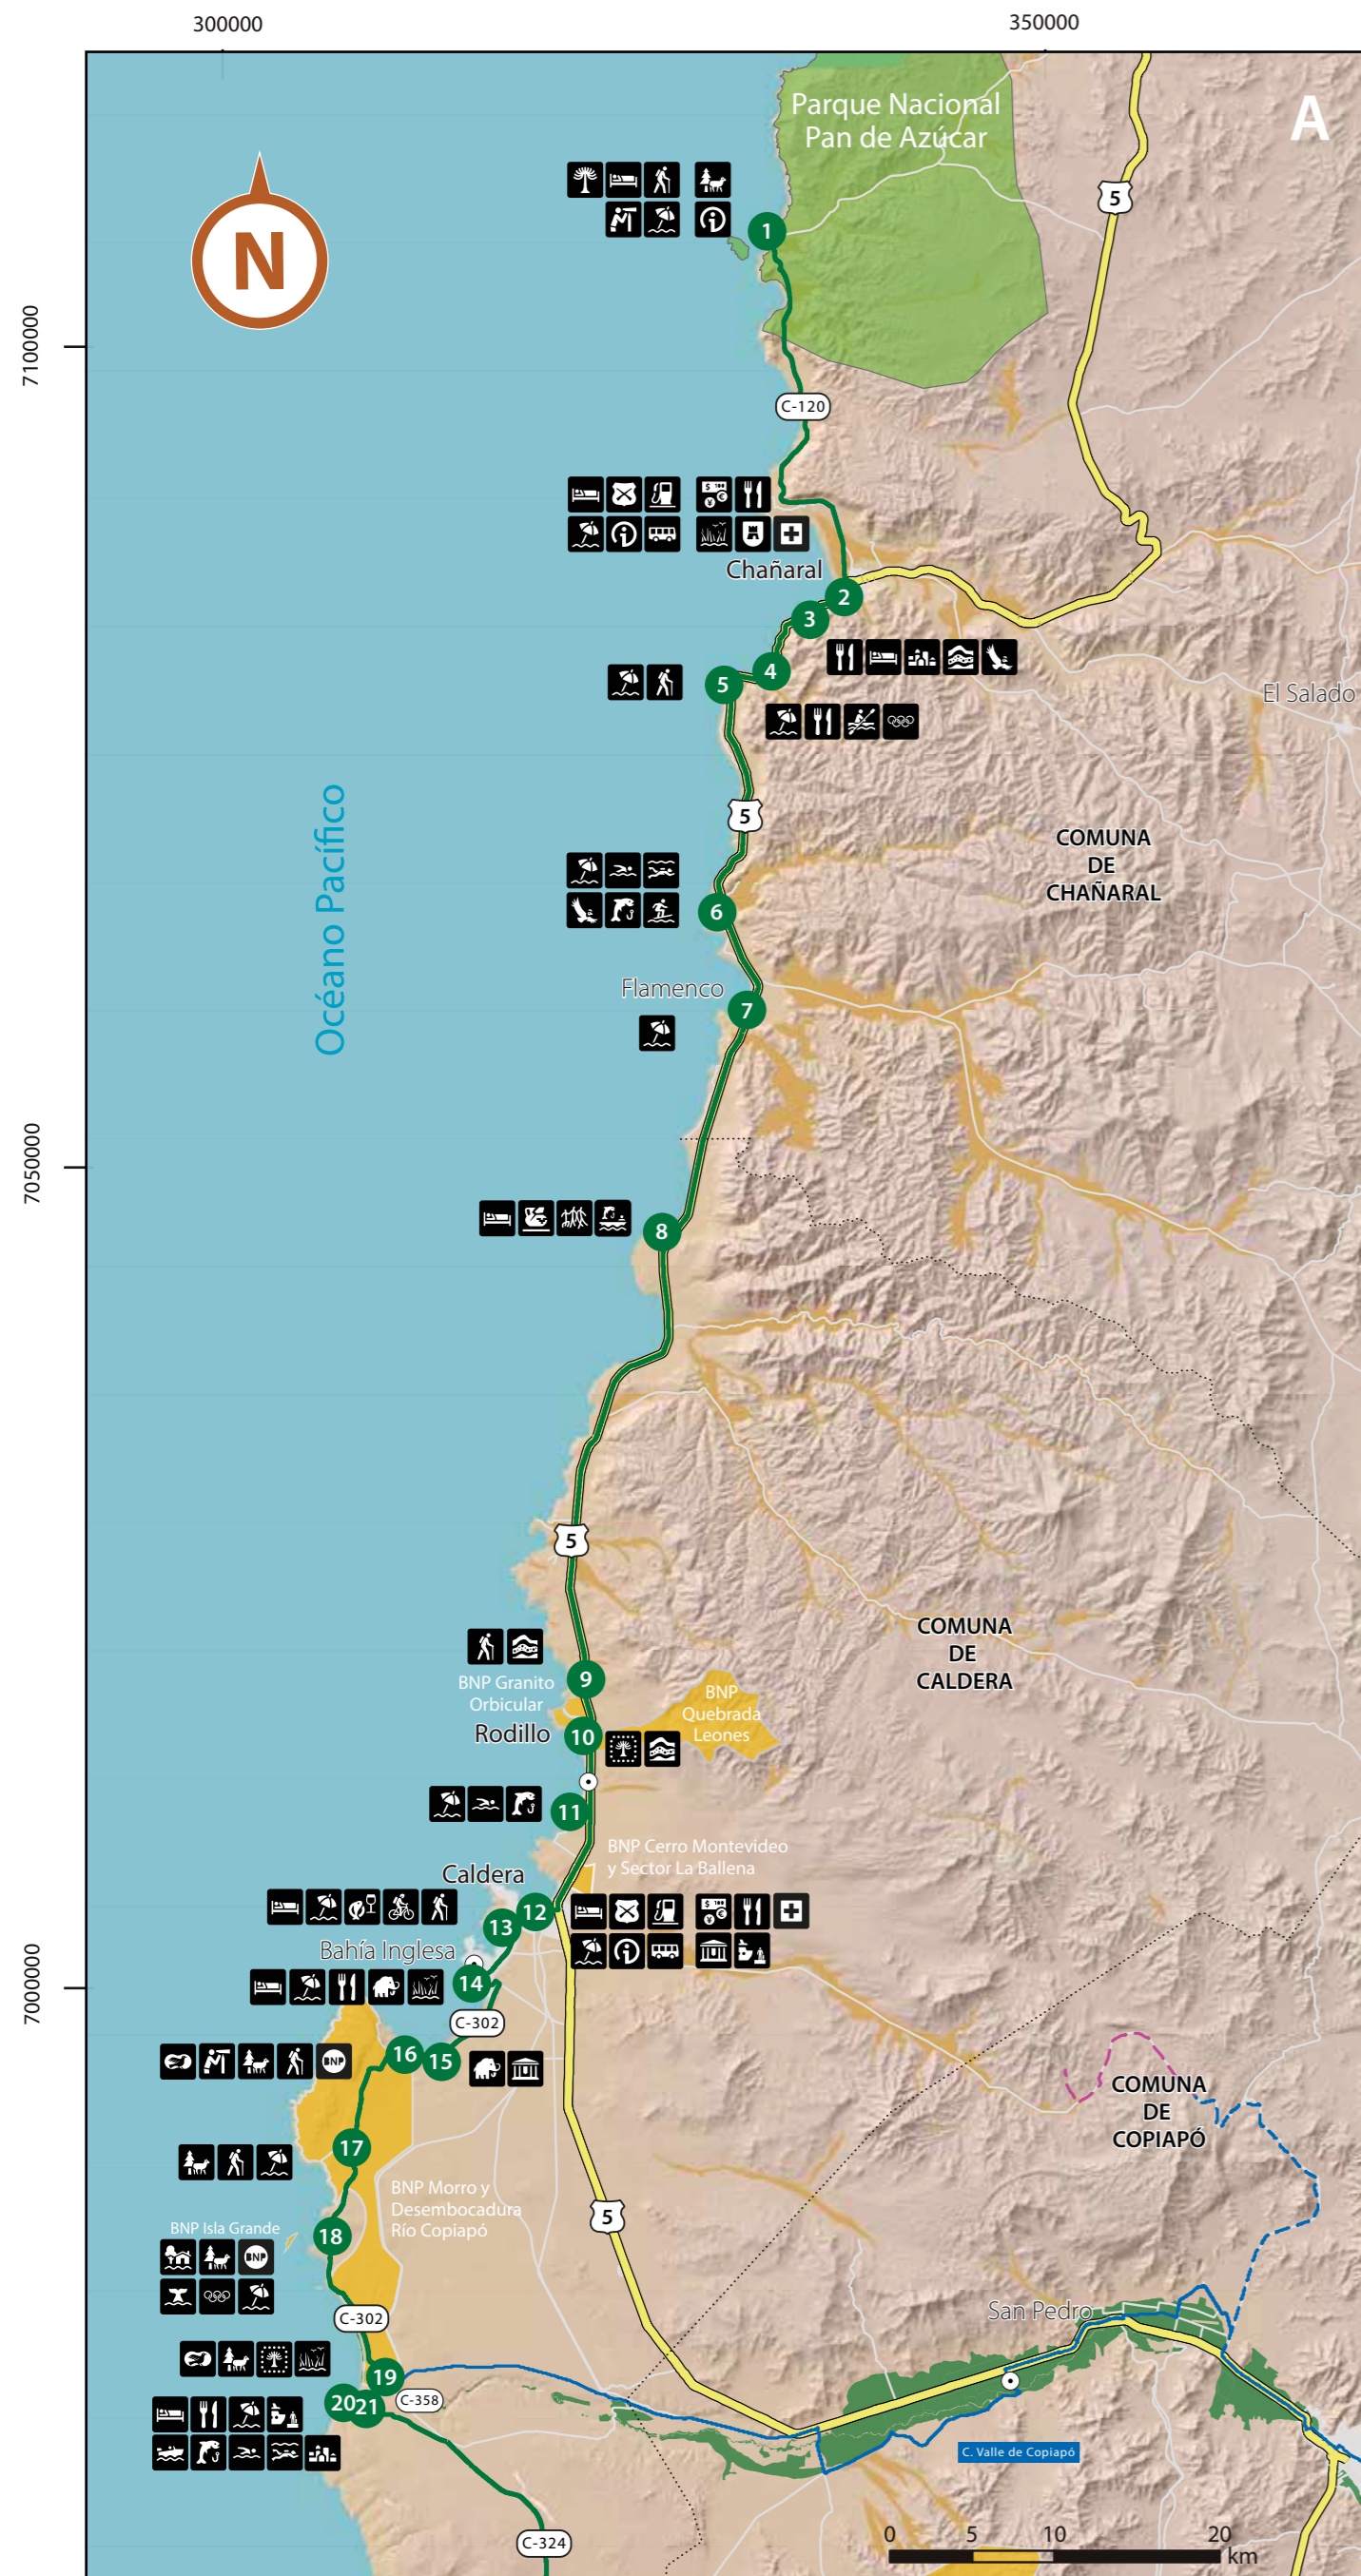 300000
350000
Parque Nacional
Pan de Azúcar
A
5
N
1
7100000
C-120
Chañaral
2
3
4
5
El Salado
Océano Pacífico
5
COMUNA
DE
CHAÑARAL
6
Flamenco
7
7050000
8
5
COMUNA
DE
CALDERA
9
BNP Granito
Orbicular
BNP
Quebrada
Leones
Rodillo
10
11
BNP Cerro Montevideo
y Sector La Ballena
Caldera
12
13
Bahía Inglesa
14
7000000
C-302
16
15
BNP
COMUNA
DE
COPIAPÓ
17
BNP Morro y
Desembocadura
Río Copiapó
5
BNP Isla Grande
18
BNP
San Pedro
C-302
19
20
21
C-358
C. Valle de Copiapó
C-324
0
5
10
20
km